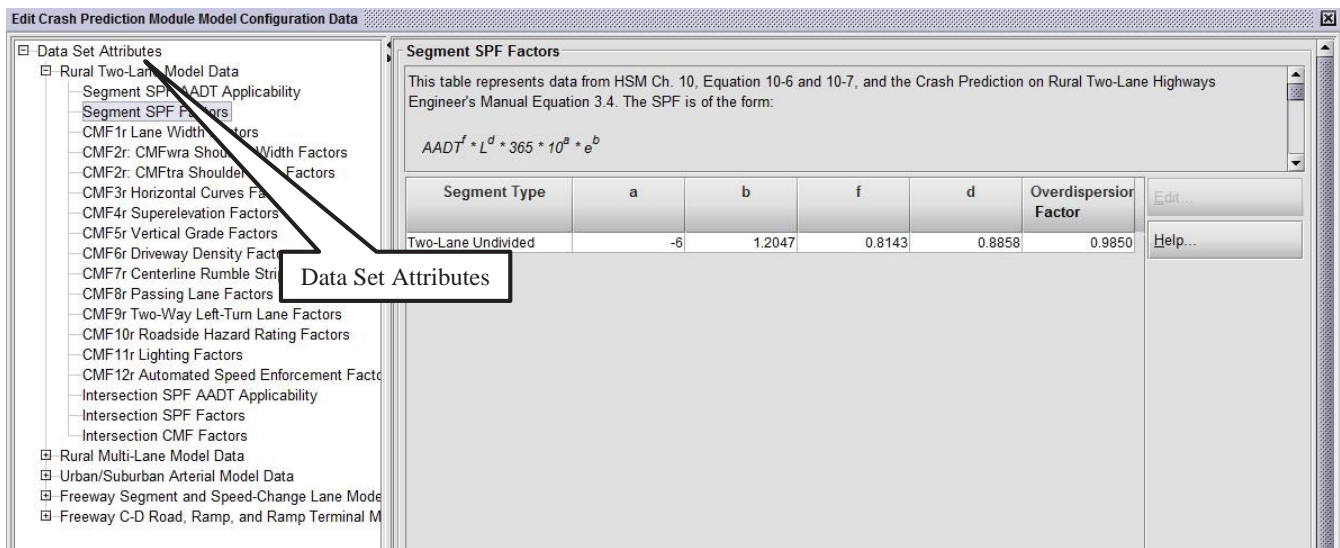 Edit Crash Prediction Module Model Configuration Data
Data Set Attributes
Rural Two-Lane Model Data
Segment SPF AADT Applicability
Segment SPF Factors
CMF1r Lane Width Factors
CMF2r: CMFwra Shoulder Width Factors
CMF2r: CMFtra Shoulder Factors
CMF3r Horizontal Curves
CMF4r Superelevation Factors
CMF5r Vertical Grade Factors
CMF6r Driveway Density
CMF7r Centerline Rumble
CMF8r Passing Lane Factors
CMF9r Two-Way Left-Turn Lane Factors
CMF10r Roadside Hazard Rating Factors
CMF11r Lighting Factors
CMF12r Automated Speed Enforcement Facto
Intersection SPF AADT Applicability
Intersection SPF Factors
Intersection CMF Factors
Rural Multi-Lane Model Data
Urban/Suburban Arterial Model Data
Freeway Segment and Speed-Change Lane Mode
Freeway C-D Road, Ramp, and Ramp Terminal M
Data Set Attributes
Segment SPF Factors
This table represents data from HSM Ch. 10, Equation 10-6 and 10-7, and the Crash Prediction on Rural Two-Lane Highways
Engineer's Manual Equation 3.4. The SPF is of the form:
AADT^f * L^d * 365 * 10^a * e^b
Segment Type a b f d Overdispersion
Factor
Two-Lane Undivided -6 1.2047 0.8143 0.8858 0.9850
Edit...
Help...